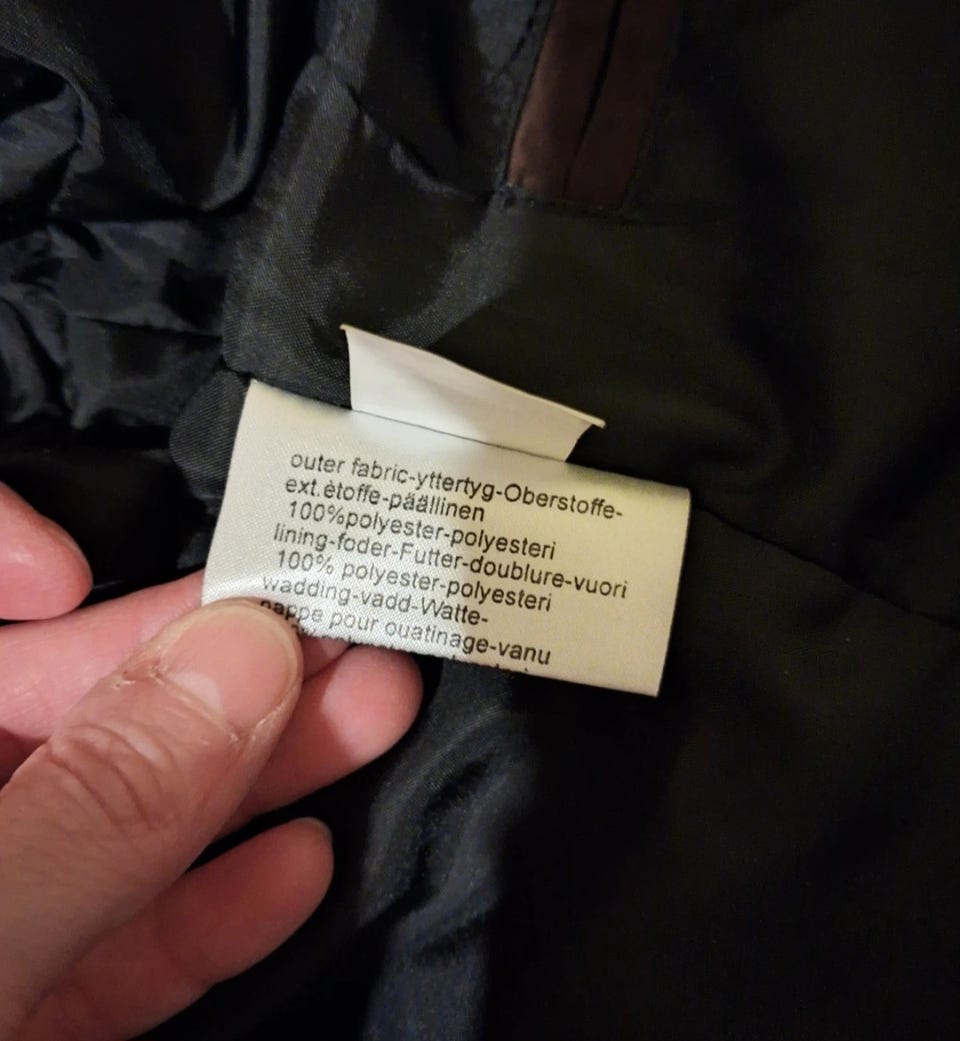 outer fabric-yttertyg-Oberstoffe-
ext.ètoffe-päällinen
100%polyester-polyesteri
lining-foder-Futter-doublure-vuori
100% polyester-polyesteri
wadding-vadd-Watte-
nappe pour ouatinage-vanu